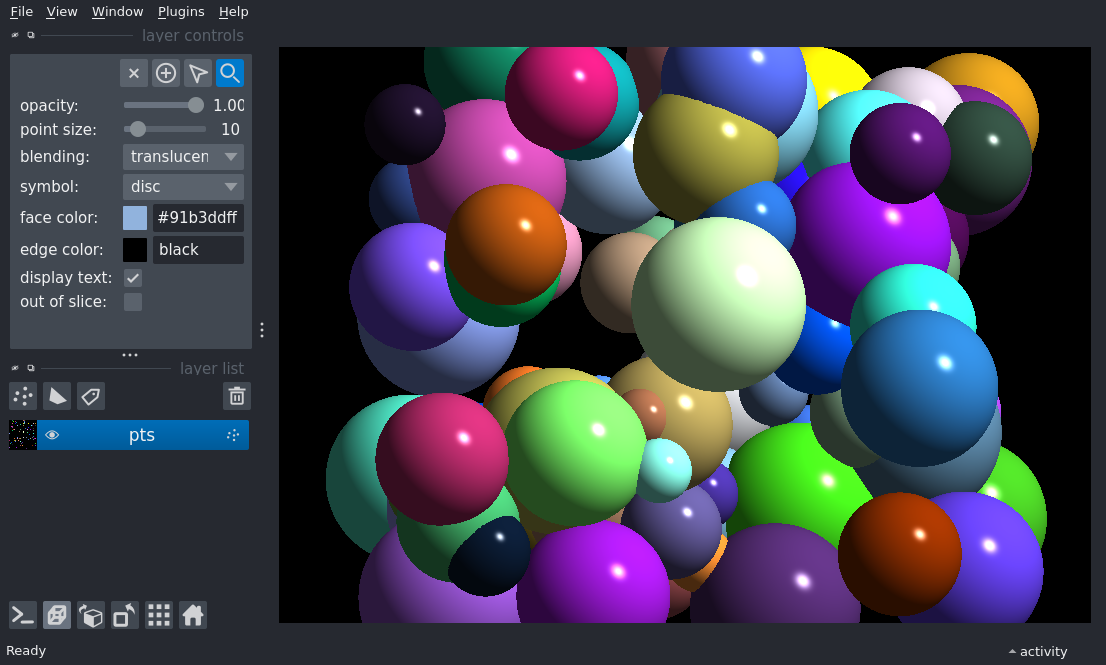 File View Window Plugins Help
layer controls
opacity: 1.00
point size: 10
blending: translucen
symbol: disc
face color: #91b3ddff
edge color: black
display text:
out of slice:
layer list
pts
Ready
activity